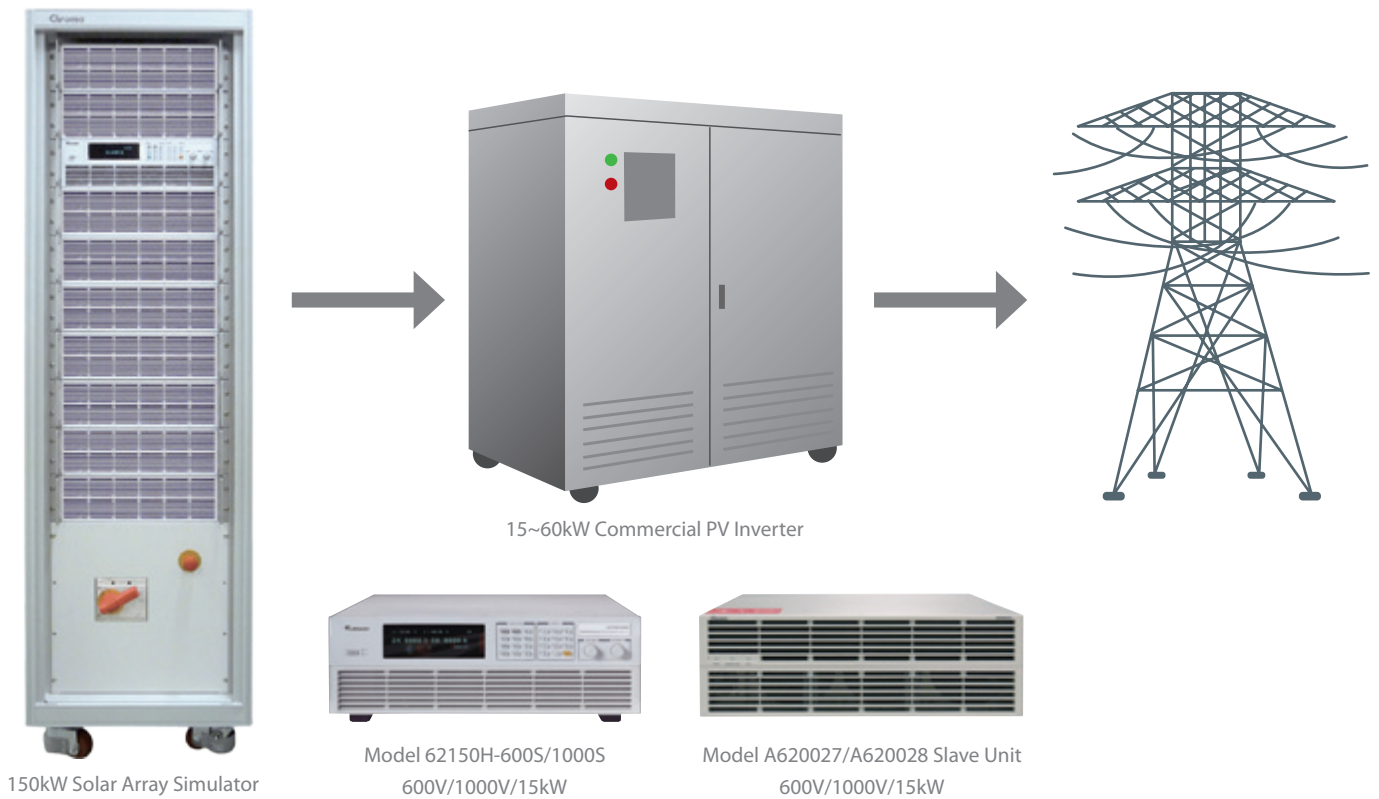 Chroma
15~60kW Commercial PV Inverter
Model 62150H-600S/1000S
600V/1000V/15kW
Model A620027/A620028 Slave Unit
600V/1000V/15kW
150kW Solar Array Simulator